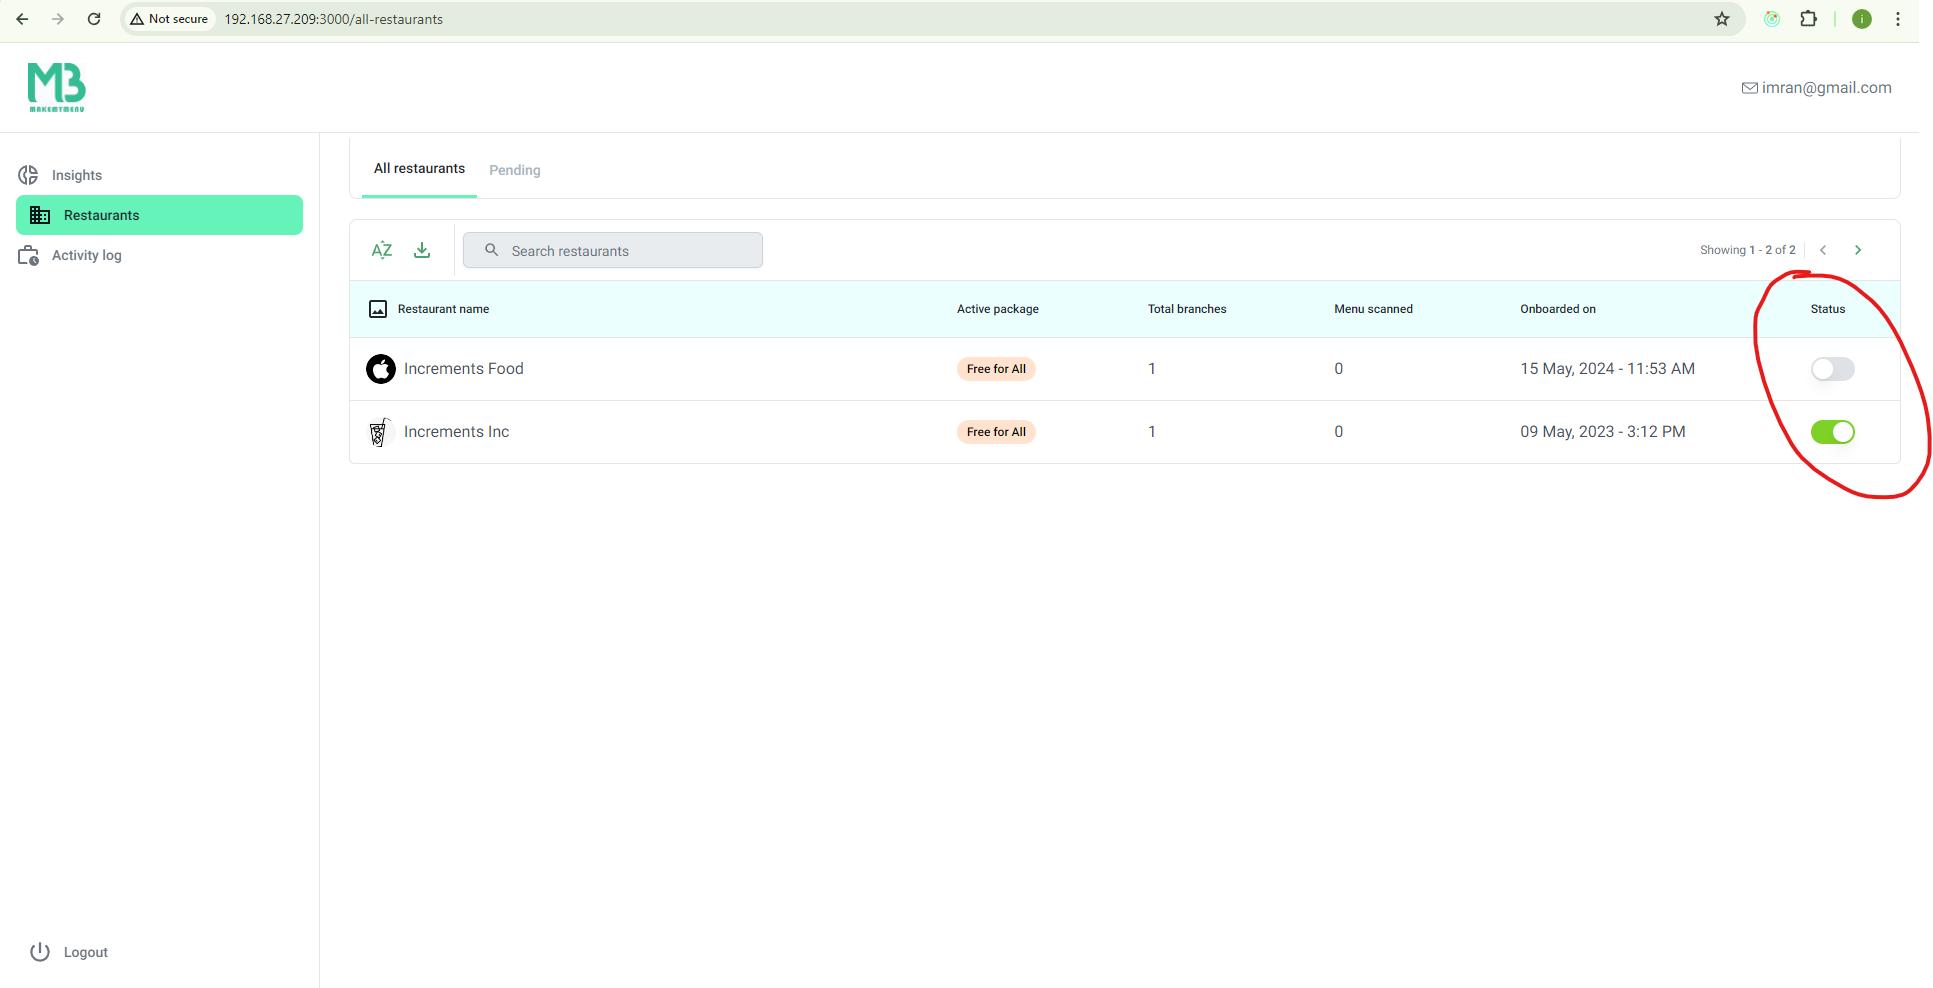 Not secure 192.168.27.209:3000/all-restaurants
i
M3
MAKEMYMENU
imran@gmail.com
Insights
Restaurants
Activity log
Logout
All restaurants Pending
AZ Search restaurants Showing 1 - 2 of 2
Restaurant name Active package Total branches Menu scanned Onboarded on Status
Increments Food Free for All 1 0 15 May, 2024 - 11:53 AM
Increments Inc Free for All 1 0 09 May, 2023 - 3:12 PM